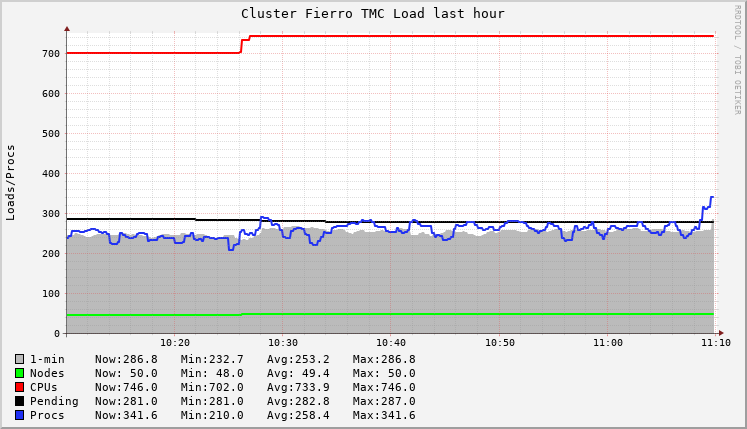 Cluster Fierro TMC Load last hour
RRDTOOL / TOBI OETIKER
Loads/Procs
700
600
500
400
300
200
100
0
10:20 10:30 10:40 10:50 11:00 11:10
1-min Now:286.8 Min:232.7 Avg:253.2 Max:286.8
Nodes Now: 50.0 Min: 48.0 Avg: 49.4 Max: 50.0
CPUs Now:746.0 Min:702.0 Avg:733.9 Max:746.0
Pending Now:281.0 Min:281.0 Avg:282.8 Max:287.0
Procs Now:341.6 Min:210.0 Avg:258.4 Max:341.6